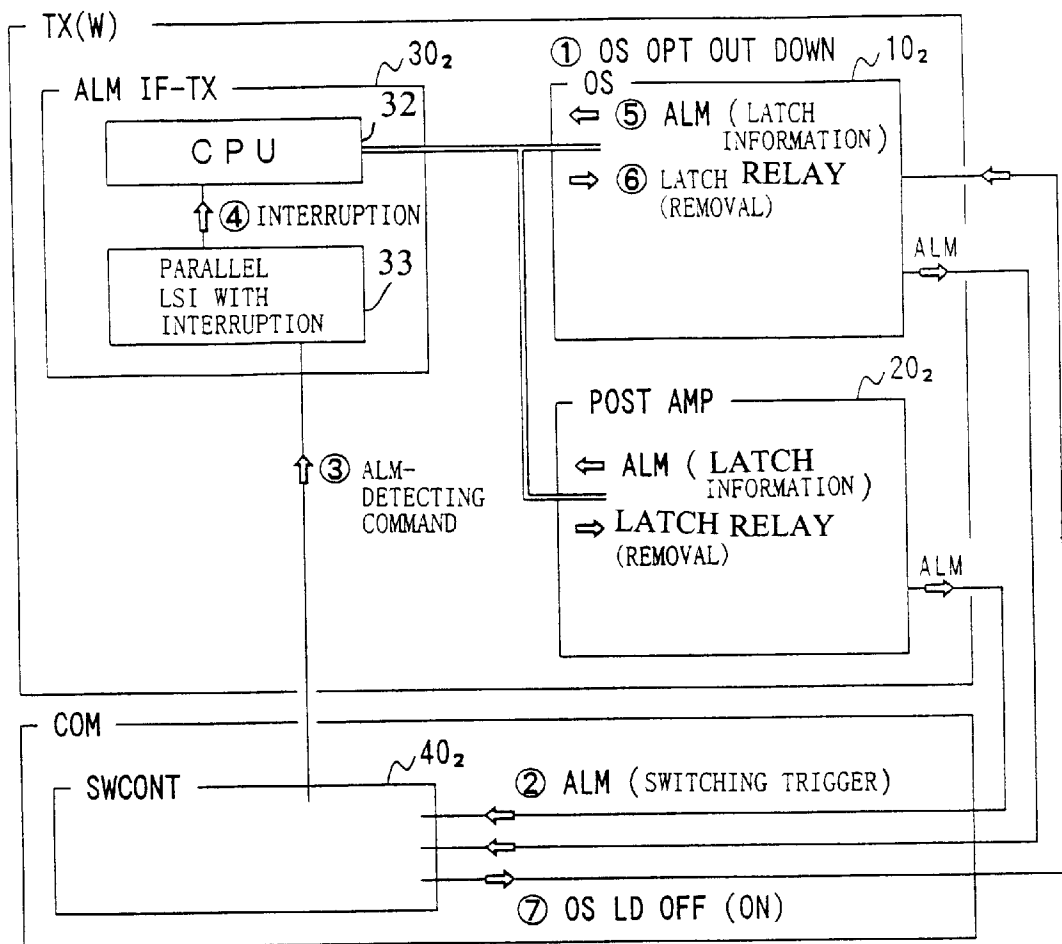 TX(W)
ALM IF-TX
30₂
32
CPU
④ INTERRUPTION
33
PARALLEL
LSI WITH
INTERRUPTION
③ ALM-
DETECTING
COMMAND
① OS OPT OUT DOWN
10₂
OS
⑤ ALM (LATCH
INFORMATION)
⑥ LATCH RELAY
(REMOVAL)
ALM
20₂
POST AMP
ALM (LATCH
INFORMATION)
LATCH RELAY
(REMOVAL)
ALM
COM
40₂
SWCONT
② ALM (SWITCHING TRIGGER)
⑦ OS LD OFF (ON)